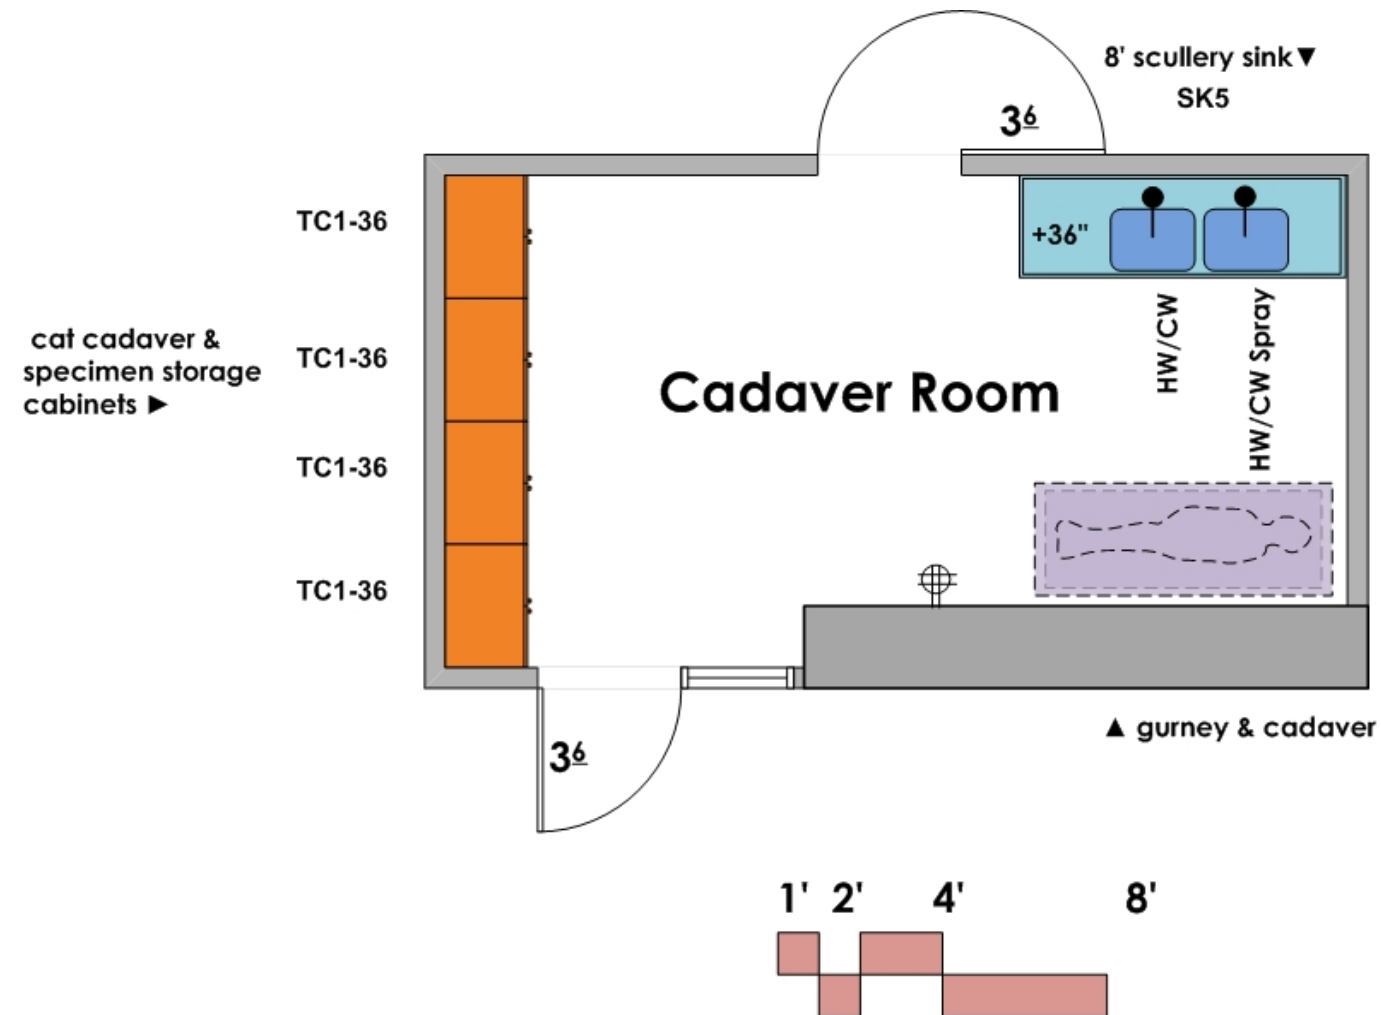 8' scullery sink▼
SK5
36
TC1-36
+36"
cat cadaver &
specimen storage
cabinets ►
TC1-36
HW/CW
HW/CW Spray
Cadaver Room
TC1-36
TC1-36
▲ gurney & cadaver
36
1' 2' 4' 8'